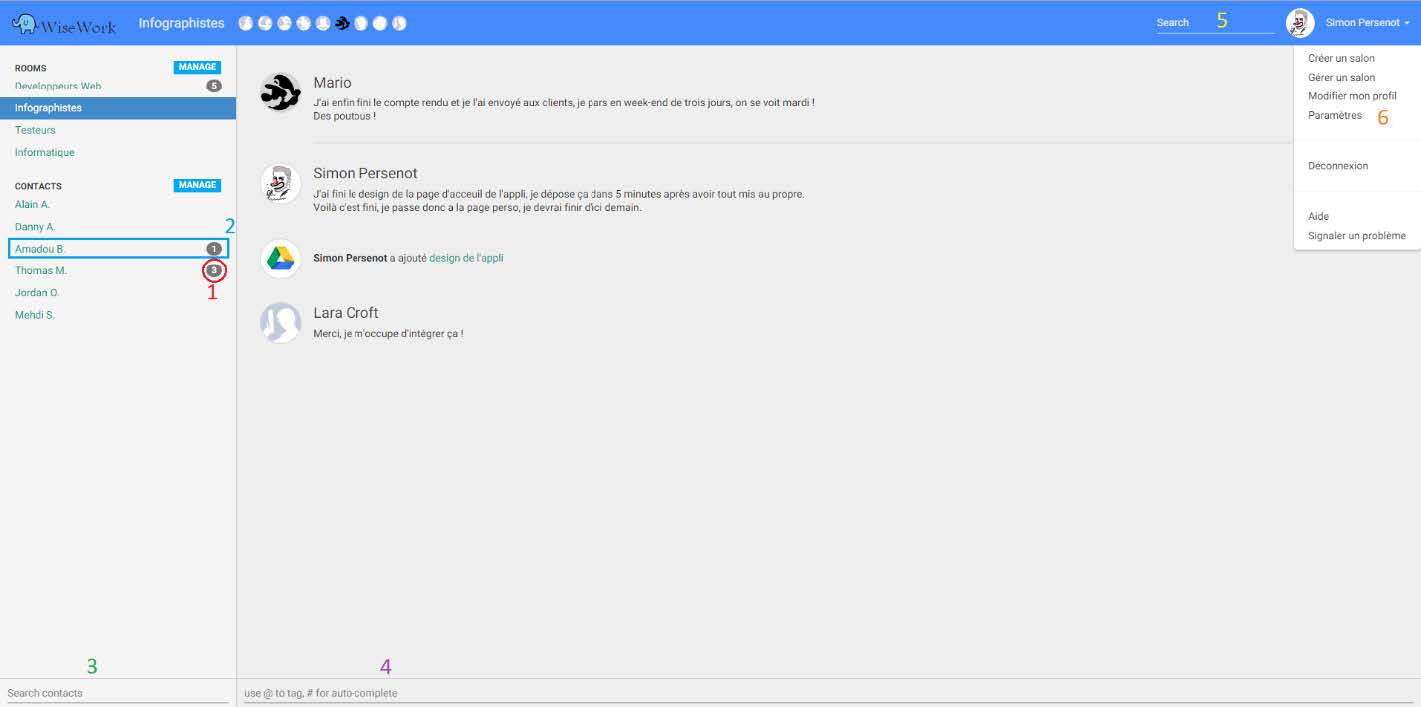 WiseWork
Infographistes
Search
5
Simon Persenot
ROOMS
MANAGE
Developpeurs Web
5
Infographistes
Testeurs
Informatique
CONTACTS
MANAGE
Alain A.
Danny A.
2
Amadou B.
1
Thomas M.
3
1
Jordan O.
Mehdi S.
3
Search contacts
Mario
J'ai enfin fini le compte rendu et je l'ai envoyé aux clients, je pars en week-end de trois jours, on se voit mardi !
Des poutous !
Simon Persenot
J'ai fini le design de la page d'acceuil de l'appli, je dépose ça dans 5 minutes après avoir tout mis au propre.
Voilà c'est fini, je passe donc a la page perso, je devrai finir d'ici demain.
Simon Persenot a ajouté design de l'appli
Lara Croft
Merci, je m'occupe d'intégrer ça !
4
use @ to tag, # for auto-complete
Créer un salon
Gérer un salon
Modifier mon profil
Paramètres
6
Déconnexion
Aide
Signaler un problème